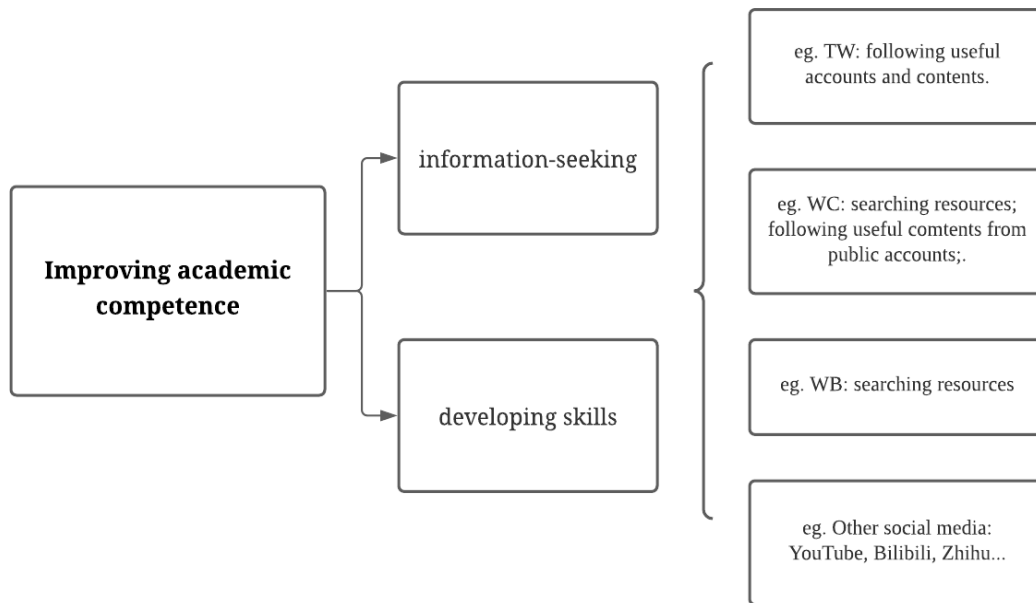 Improving academic
competence
information-seeking
developing skills
eg. TW: following useful
accounts and contents.
eg. WC: searching resources;
following useful comtents from
public accounts;.
eg. WB: searching resources
eg. Other social media:
YouTube, Bilibili, Zhihu...